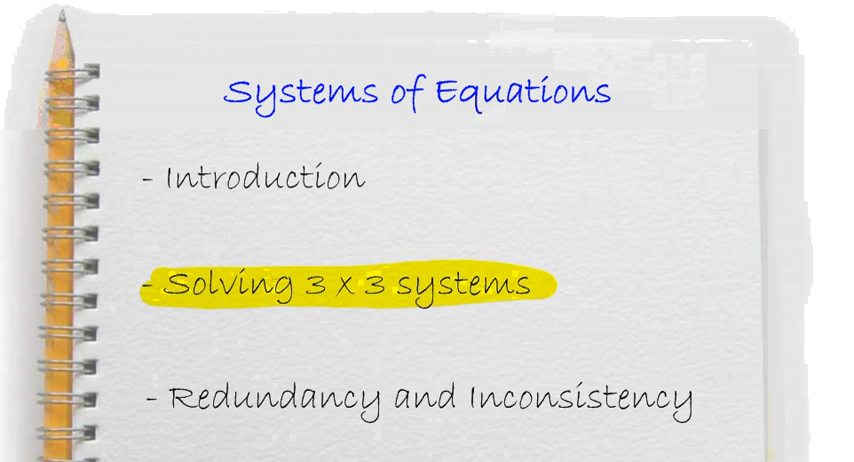 Systems of Equations
- Introduction
- Solving 3 x 3 systems
- Redundancy and Inconsistency